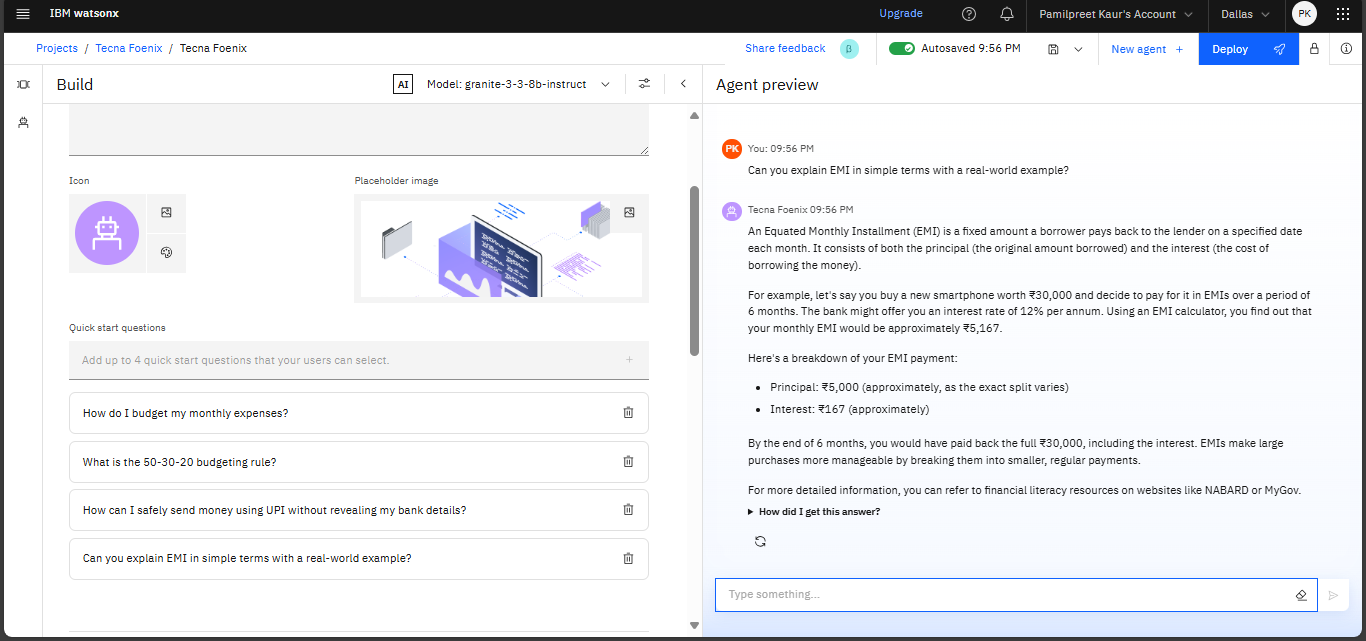 IBM watsonx
Upgrade
Pamilpreet Kaur's Account
Dallas
PK
Projects / Tecna Foenix / Tecna Foenix
Share feedback
β
Autosaved 9:56 PM
New agent +
Deploy
Build
AI
Model: granite-3-3-8b-instruct
Agent preview
Icon
Placeholder image
Quick start questions
Add up to 4 quick start questions that your users can select.
How do I budget my monthly expenses?
What is the 50-30-20 budgeting rule?
How can I safely send money using UPI without revealing my bank details?
Can you explain EMI in simple terms with a real-world example?
PK
You: 09:56 PM
Can you explain EMI in simple terms with a real-world example?
Tecna Foenix 09:56 PM
An Equated Monthly Installment (EMI) is a fixed amount a borrower pays back to the lender on a specified date
each month. It consists of both the principal (the original amount borrowed) and the interest (the cost of
borrowing the money).
For example, let's say you buy a new smartphone worth ₹30,000 and decide to pay for it in EMIs over a period of
6 months. The bank might offer you an interest rate of 12% per annum. Using an EMI calculator, you find out that
your monthly EMI would be approximately ₹5,167.
Here's a breakdown of your EMI payment:
• Principal: ₹5,000 (approximately, as the exact split varies)
• Interest: ₹167 (approximately)
By the end of 6 months, you would have paid back the full ₹30,000, including the interest. EMIs make large
purchases more manageable by breaking them into smaller, regular payments.
For more detailed information, you can refer to financial literacy resources on websites like NABARD or MyGov.
How did I get this answer?
Type something...